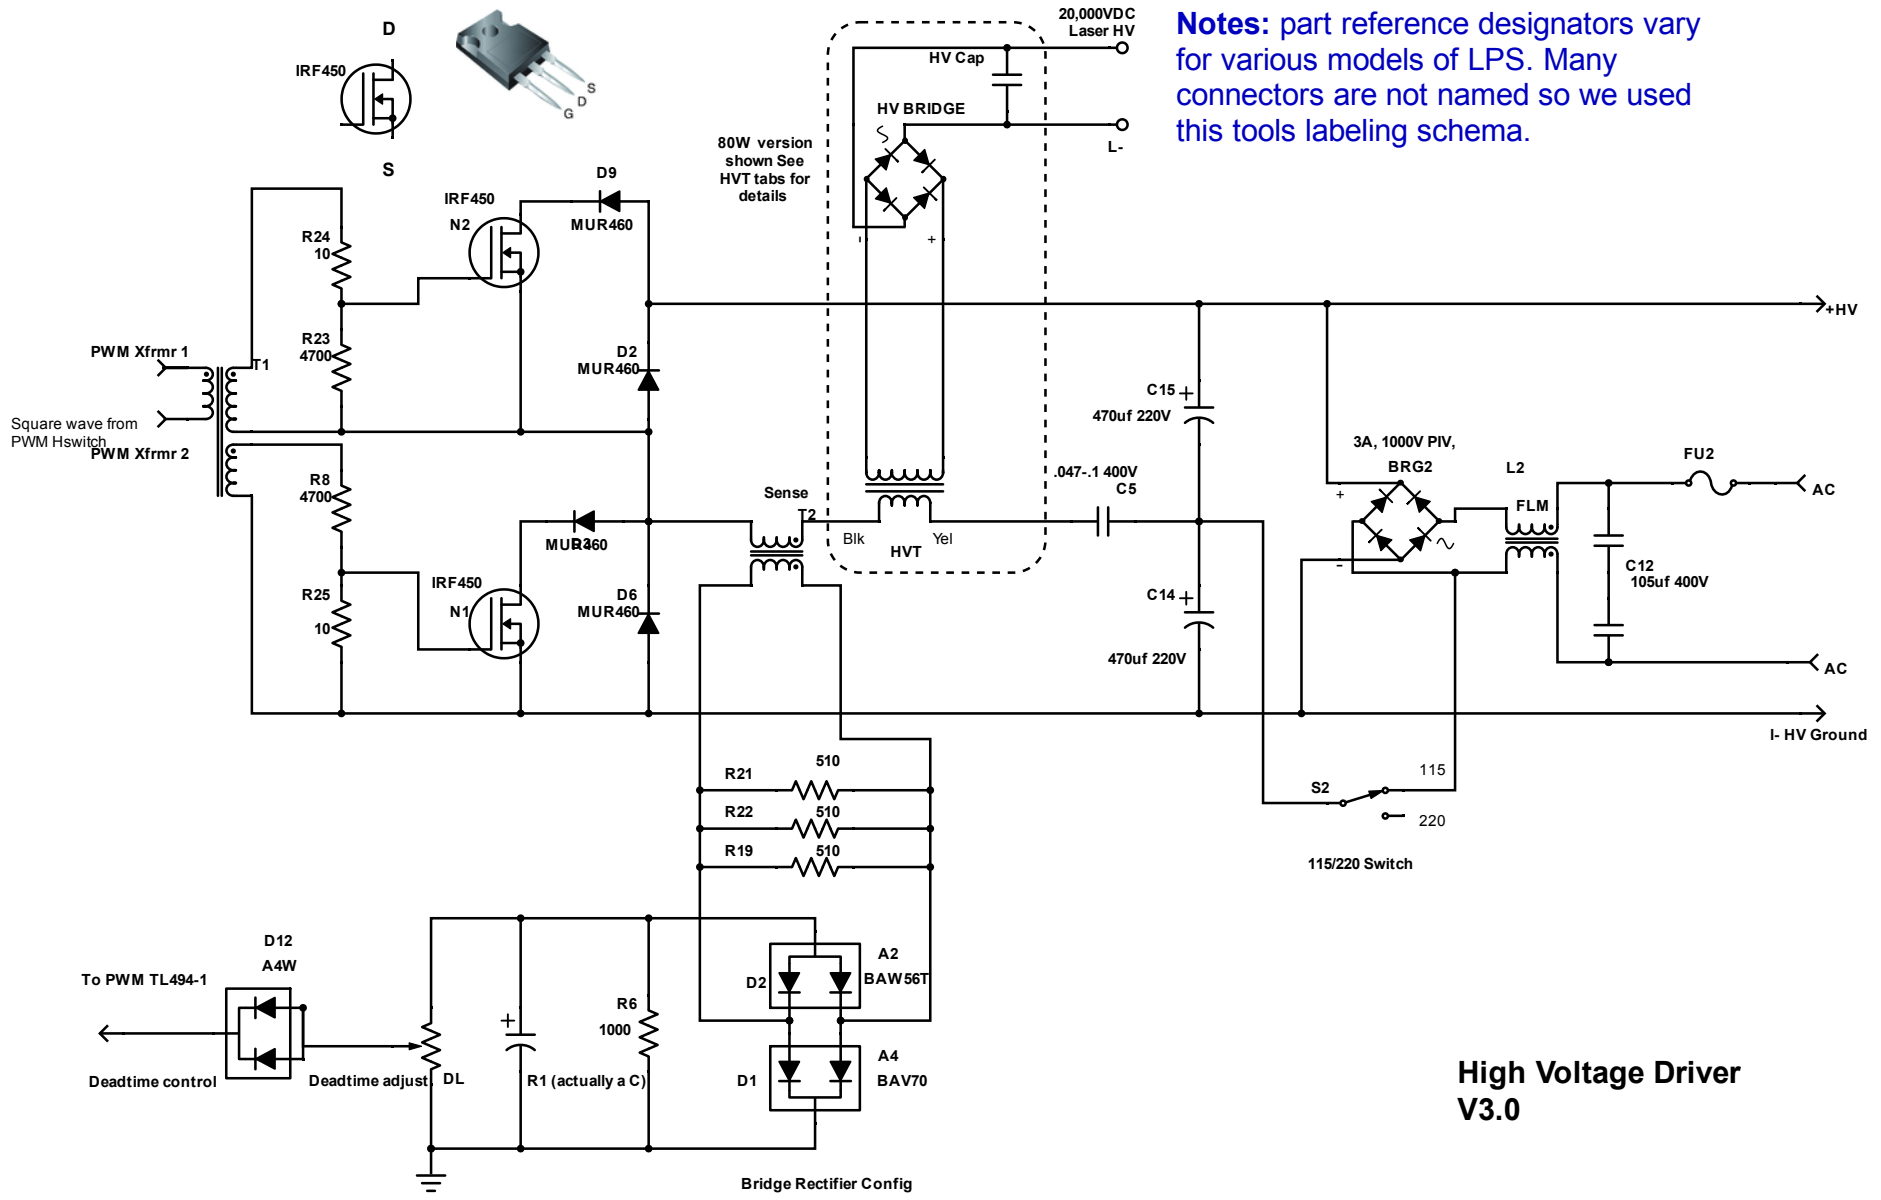 20,000VDC
Laser HV
Notes: part reference designators vary
for various models of LPS. Many
connectors are not named so we used
this tools labeling schema.
D
IRF450
S
S
D
G
HV Cap
HV BRIDGE
L-
80W version
shown See
HVT tabs for
details
- +
D9
MUR460
IRF450
N2
R24
10
R23
4700
PWM Xfrmr 1
T1
Square wave from
PWM Hswitch
PWM Xfrmr 2
D2
MUR460
+HV
C15 +
470uf 220V
.047-.1 400V
C5
3A, 1000V PIV,
BRG2
+
-
L2
FLM
FU2
AC
R8
4700
Sense
T2
Blk
HVT
Yel
D3
MUR460
IRF450
N1
R25
10
D6
MUR460
C14 +
470uf 220V
C12
105uf 400V
AC
I- HV Ground
R21 510
R22 510
R19 510
S2
115
220
115/220 Switch
D12
A4W
To PWM TL494-1
Deadtime control
Deadtime adjust
DL
+
R1 (actually a C)
R6
1000
D2
A2
BAW56T
D1
A4
BAV70
Bridge Rectifier Config
High Voltage Driver
V3.0